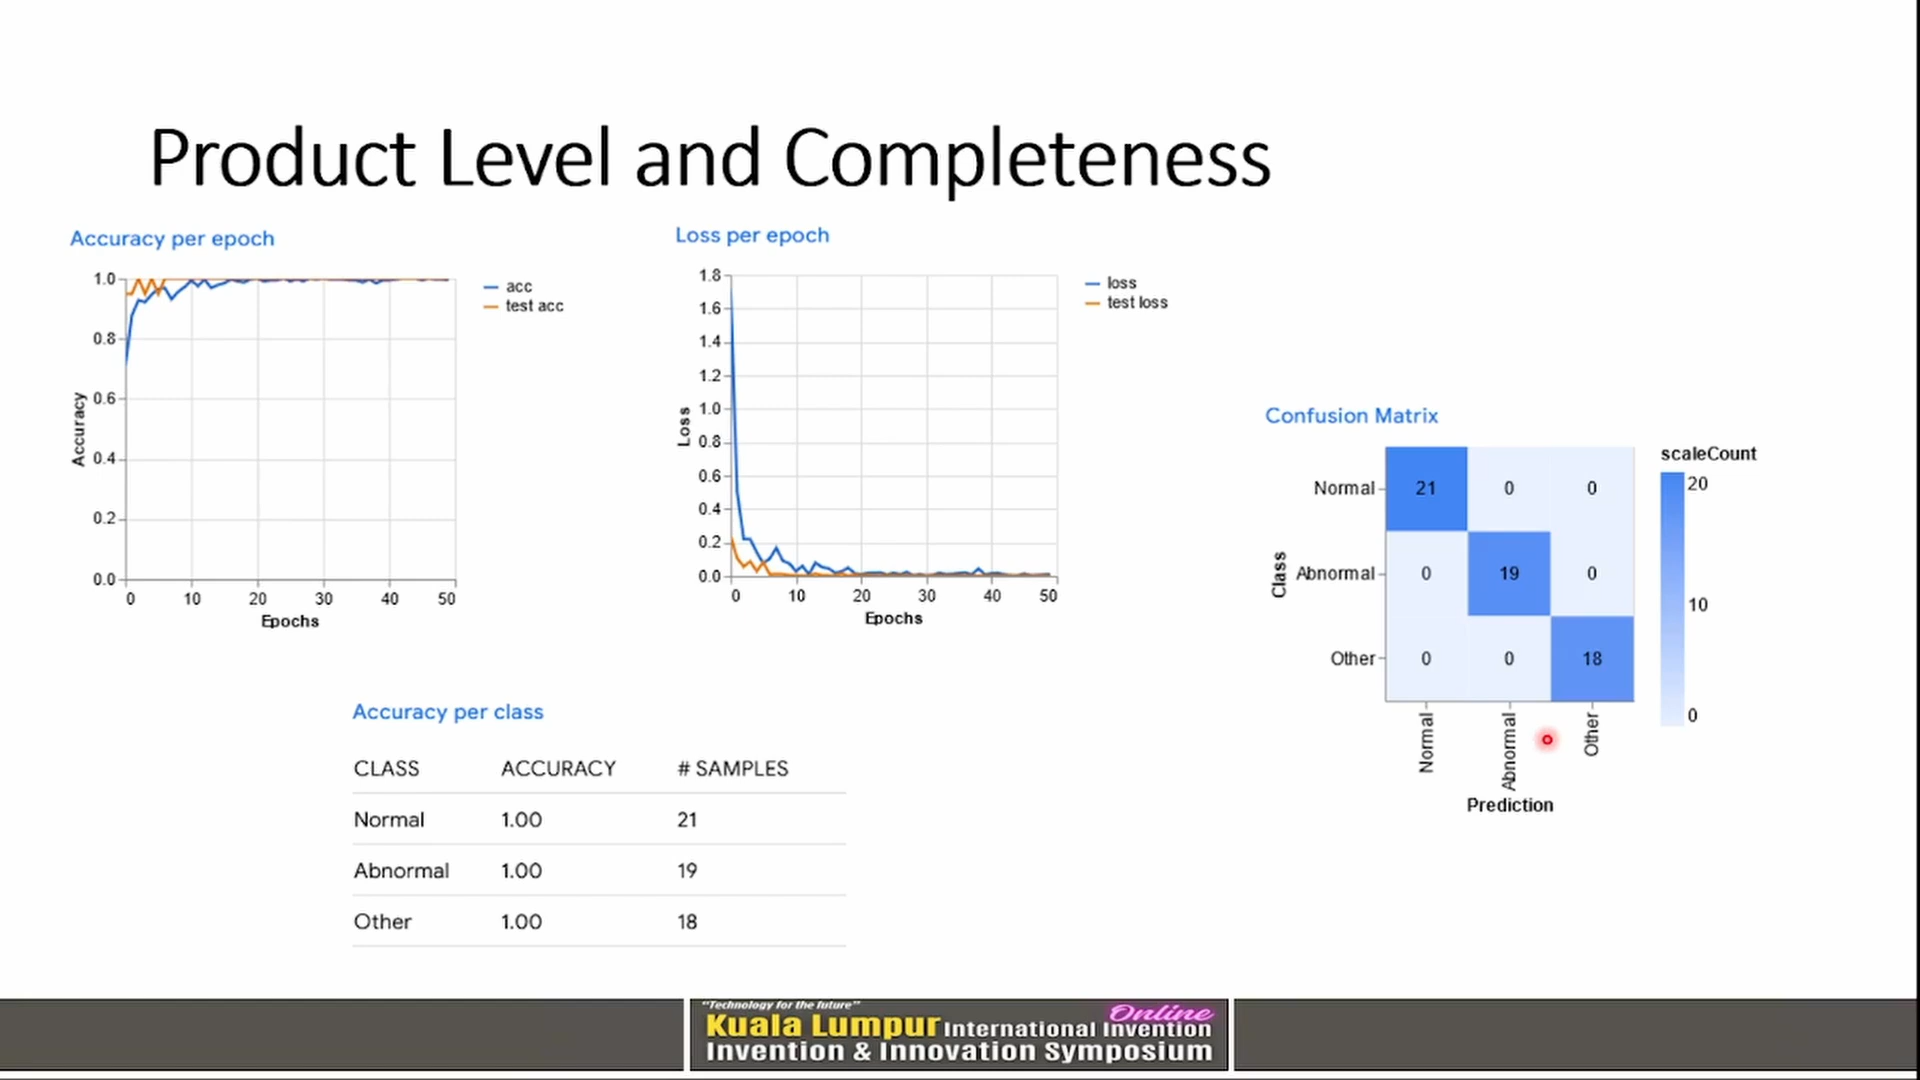 Product Level and Completeness
Accuracy per epoch
1.0
0.8
0.6
0.4
0.2
0.0
Accuracy
0 10 20 30 40 50
Epochs
acc
test acc
Loss per epoch
1.8
1.6
1.4
1.2
1.0
0.8
0.6
0.4
0.2
0.0
Loss
0 10 20 30 40 50
Epochs
loss
test loss
Confusion Matrix
Class
Normal 21 0 0
Abnormal 0 19 0
Other 0 0 18
Normal Abnormal Other
Prediction
scaleCount
20
10
0
Accuracy per class
CLASS ACCURACY # SAMPLES
Normal 1.00 21
Abnormal 1.00 19
Other 1.00 18
"Technology for the future"
Online
Kuala Lumpur International Invention
Invention & Innovation Symposium